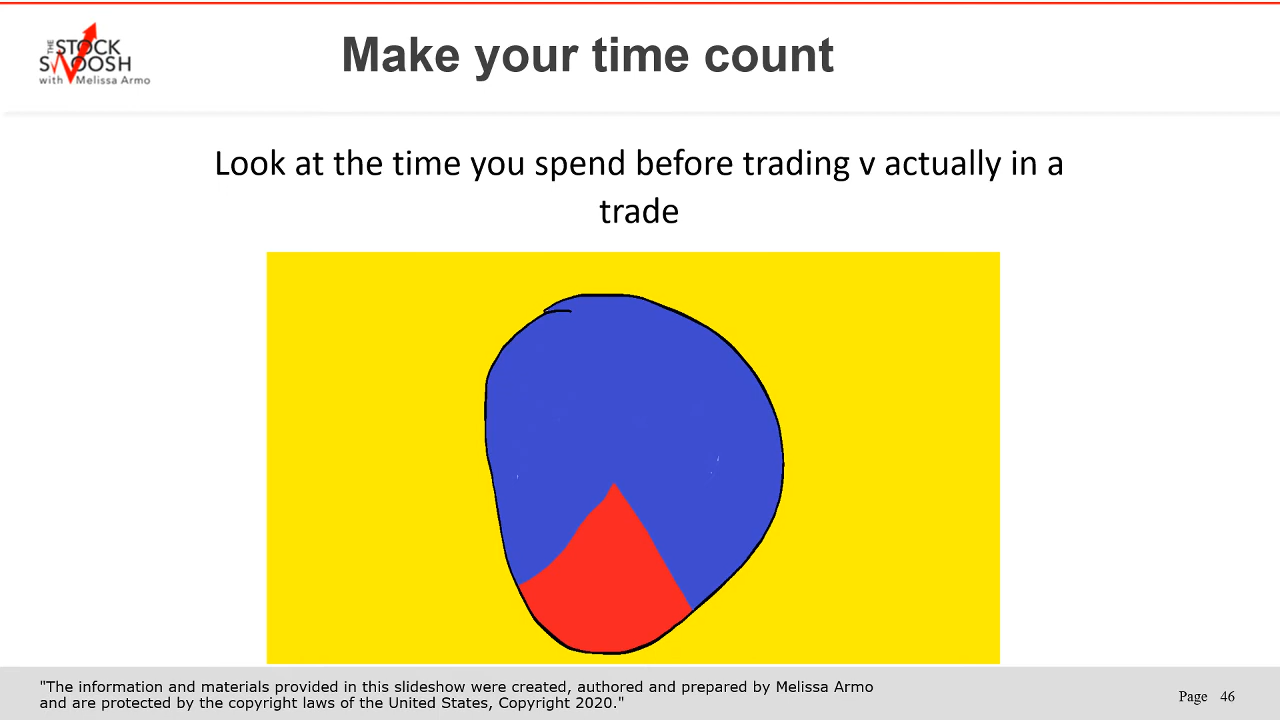 THE STOCK
SWOOSH
with Melissa Armo
Make your time count
Look at the time you spend before trading v actually in a
trade
"The information and materials provided in this slideshow were created, authored and prepared by Melissa Armo
and are protected by the copyright laws of the United States, Copyright 2020."
Page 46